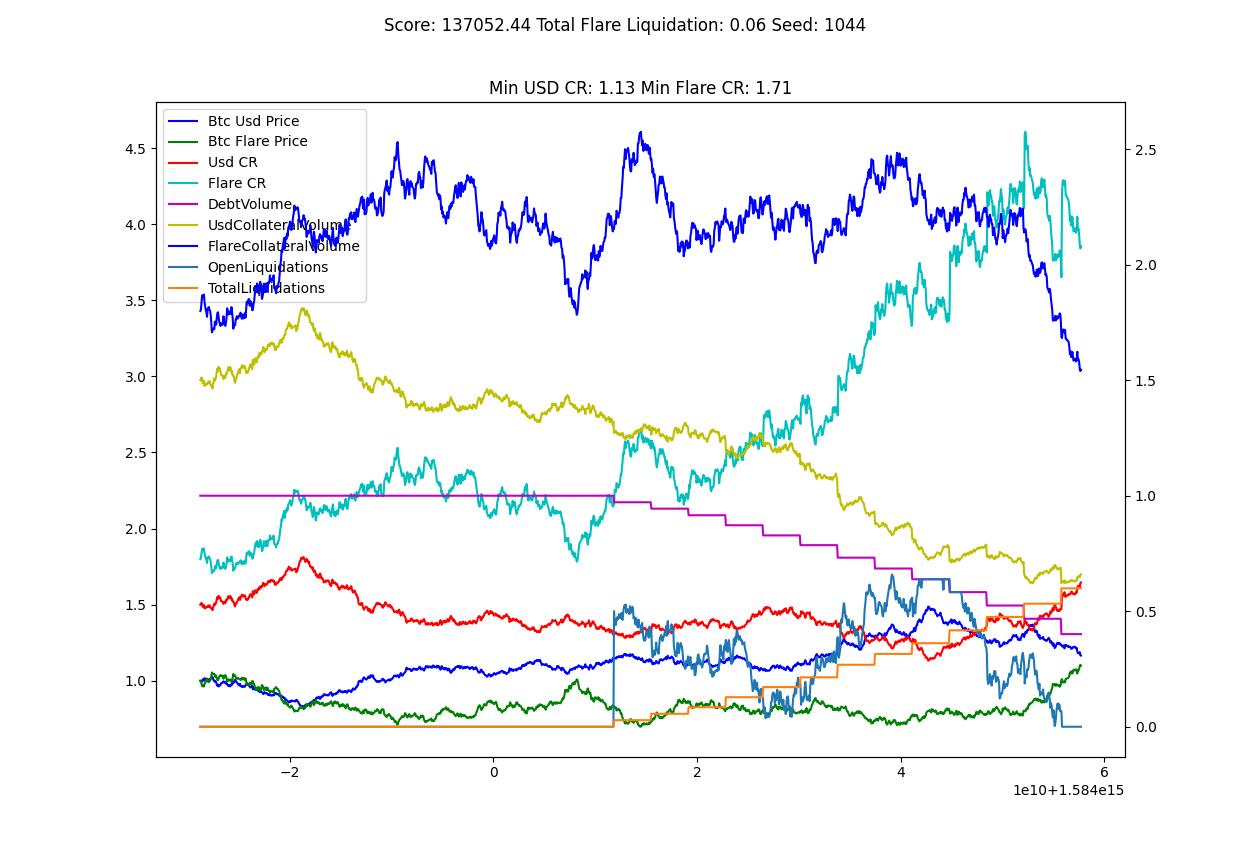 Score: 137052.44 Total Flare Liquidation: 0.06 Seed: 1044
Min USD CR: 1.13 Min Flare CR: 1.71
Btc Usd Price
Btc Flare Price
Usd CR
Flare CR
DebtVolume
UsdCollateralVolume
FlareCollateralVolume
OpenLiquidations
TotalLiquidations
4.5
4.0
3.5
3.0
2.5
2.0
1.5
1.0
2.5
2.0
1.5
1.0
0.5
0.0
−2
0
2
4
6
1e10+1.584e15